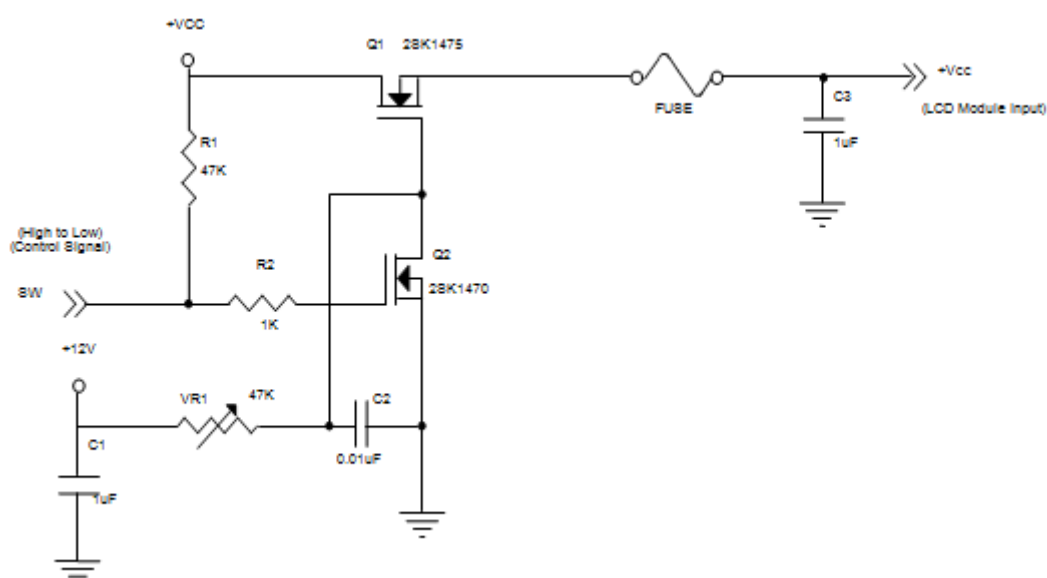 +VCC
Q1 2SK1475
+Vcc
FUSE
C3
(LCD Module Input)
R1
1uF
47K
(High to Low)
(Control Signal)
Q2
R2
2SK1470
SW
1K
+12V
47K
VR1
C2
C1
0.01uF
1uF